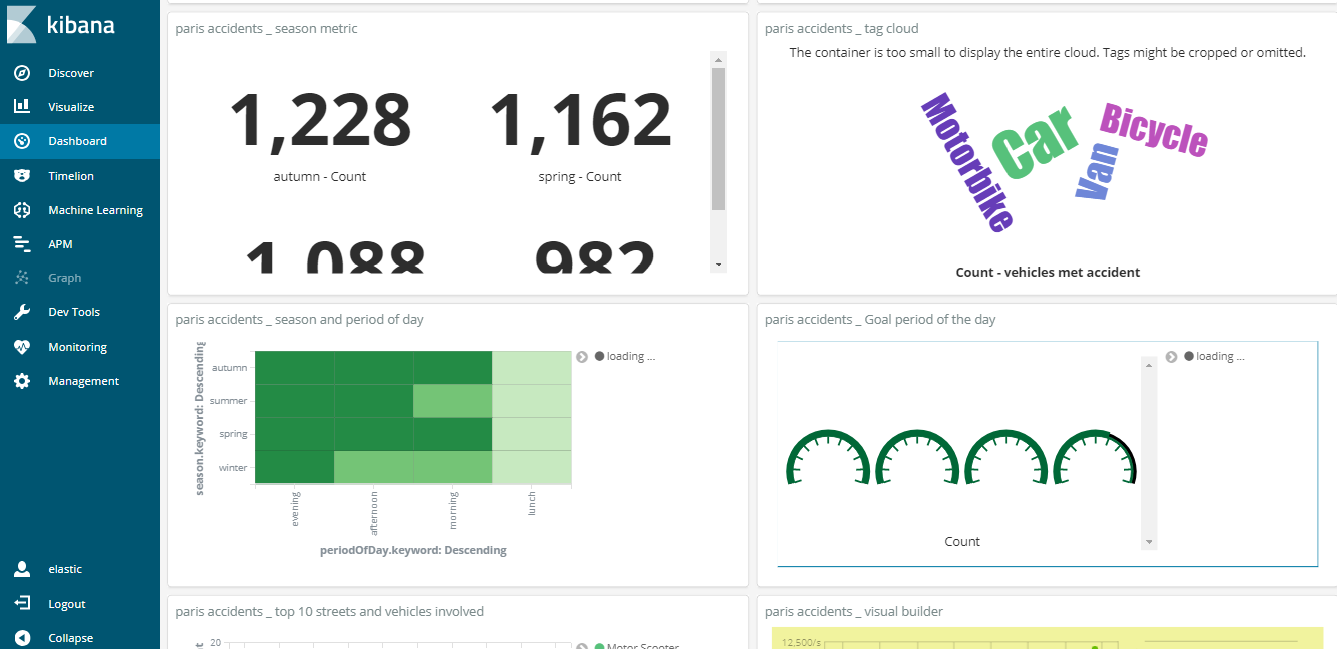 kibana
Discover
Visualize
Dashboard
Timelion
Machine Learning
APM
Graph
Dev Tools
Monitoring
Management
elastic
Logout
Collapse
paris accidents _ season metric
1,228
autumn - Count
1,162
spring - Count
1,088
982
paris accidents _ tag cloud
The container is too small to display the entire cloud. Tags might be cropped or omitted.
Motorbike
Car
Bicycle
Van
Count - vehicles met accident
paris accidents _ season and period of day
season.keyword: Descending
autumn
summer
spring
winter
evening
afternoon
morning
lunch
periodOfDay.keyword: Descending
loading ...
paris accidents _ Goal period of the day
loading ...
Count
paris accidents _ top 10 streets and vehicles involved
20
Motor Scooter
paris accidents _ visual builder
12,500/s